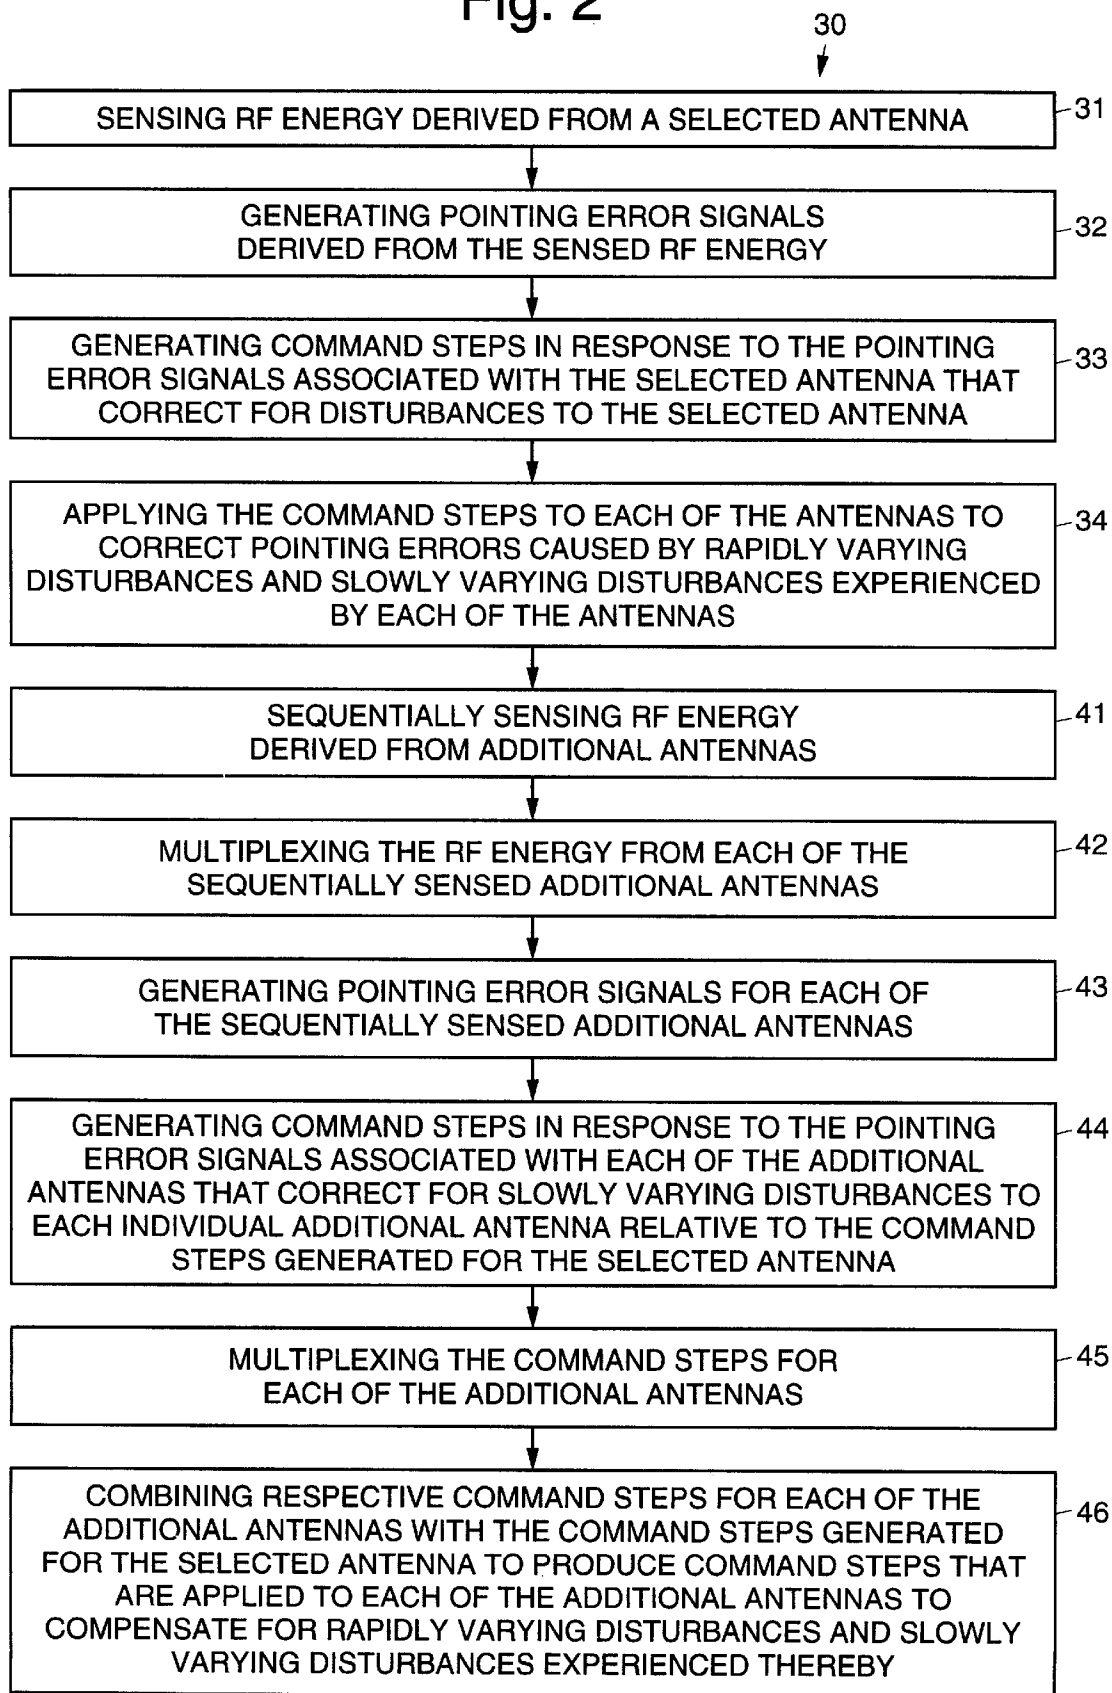 Fig. 2
30
SENSING RF ENERGY DERIVED FROM A SELECTED ANTENNA
31
GENERATING POINTING ERROR SIGNALS
DERIVED FROM THE SENSED RF ENERGY
32
GENERATING COMMAND STEPS IN RESPONSE TO THE POINTING
ERROR SIGNALS ASSOCIATED WITH THE SELECTED ANTENNA THAT
CORRECT FOR DISTURBANCES TO THE SELECTED ANTENNA
33
APPLYING THE COMMAND STEPS TO EACH OF THE ANTENNAS TO
CORRECT POINTING ERRORS CAUSED BY RAPIDLY VARYING
DISTURBANCES AND SLOWLY VARYING DISTURBANCES EXPERIENCED
BY EACH OF THE ANTENNAS
34
SEQUENTIALLY SENSING RF ENERGY
DERIVED FROM ADDITIONAL ANTENNAS
41
MULTIPLEXING THE RF ENERGY FROM EACH OF THE
SEQUENTIALLY SENSED ADDITIONAL ANTENNAS
42
GENERATING POINTING ERROR SIGNALS FOR EACH OF
THE SEQUENTIALLY SENSED ADDITIONAL ANTENNAS
43
GENERATING COMMAND STEPS IN RESPONSE TO THE POINTING
ERROR SIGNALS ASSOCIATED WITH EACH OF THE ADDITIONAL
ANTENNAS THAT CORRECT FOR SLOWLY VARYING DISTURBANCES TO
EACH INDIVIDUAL ADDITIONAL ANTENNA RELATIVE TO THE COMMAND
STEPS GENERATED FOR THE SELECTED ANTENNA
44
MULTIPLEXING THE COMMAND STEPS FOR
EACH OF THE ADDITIONAL ANTENNAS
45
COMBINING RESPECTIVE COMMAND STEPS FOR EACH OF THE
ADDITIONAL ANTENNAS WITH THE COMMAND STEPS GENERATED
FOR THE SELECTED ANTENNA TO PRODUCE COMMAND STEPS THAT
ARE APPLIED TO EACH OF THE ADDITIONAL ANTENNAS TO
COMPENSATE FOR RAPIDLY VARYING DISTURBANCES AND SLOWLY
VARYING DISTURBANCES EXPERIENCED THEREBY
46